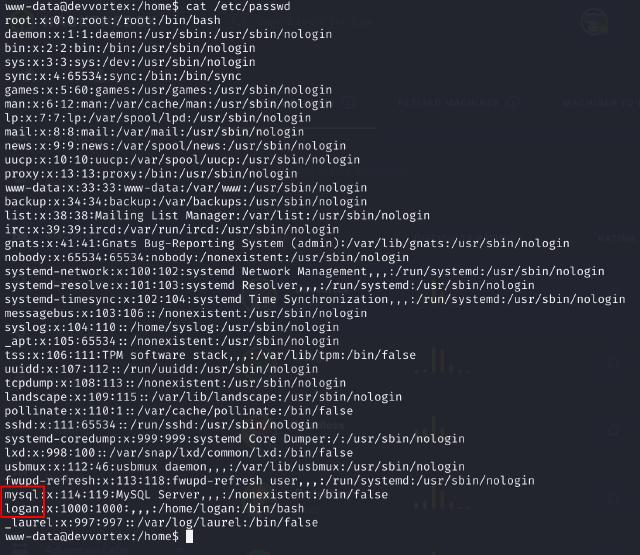 www-data@devvortex:/home$ cat /etc/passwd
root:x:0:0:root:/root:/bin/bash
daemon:x:1:1:daemon:/usr/sbin:/usr/sbin/nologin
bin:x:2:2:bin:/bin:/usr/sbin/nologin
sys:x:3:3:sys:/dev:/usr/sbin/nologin
sync:x:4:65534:sync:/bin:/bin/sync
games:x:5:60:games:/usr/games:/usr/sbin/nologin
man:x:6:12:man:/var/cache/man:/usr/sbin/nologin
lp:x:7:7:lp:/var/spool/lpd:/usr/sbin/nologin
mail:x:8:8:mail:/var/mail:/usr/sbin/nologin
news:x:9:9:news:/var/spool/news:/usr/sbin/nologin
uucp:x:10:10:uucp:/var/spool/uucp:/usr/sbin/nologin
proxy:x:13:13:proxy:/bin:/usr/sbin/nologin
www-data:x:33:33:www-data:/var/www:/usr/sbin/nologin
backup:x:34:34:backup:/var/backups:/usr/sbin/nologin
list:x:38:38:Mailing List Manager:/var/list:/usr/sbin/nologin
irc:x:39:39:ircd:/var/run/ircd:/usr/sbin/nologin
gnats:x:41:41:Gnats Bug-Reporting System (admin):/var/lib/gnats:/usr/sbin/nologin
nobody:x:65534:65534:nobody:/nonexistent:/usr/sbin/nologin
systemd-network:x:100:102:systemd Network Management,,,:/run/systemd:/usr/sbin/nologin
systemd-resolve:x:101:103:systemd Resolver,,,:/run/systemd:/usr/sbin/nologin
systemd-timesync:x:102:104:systemd Time Synchronization,,,:/run/systemd:/usr/sbin/nologin
messagebus:x:103:106::/nonexistent:/usr/sbin/nologin
syslog:x:104:110::/home/syslog:/usr/sbin/nologin
_apt:x:105:65534::/nonexistent:/usr/sbin/nologin
tss:x:106:111:TPM software stack,,,:/var/lib/tpm:/bin/false
uuidd:x:107:112::/run/uuidd:/usr/sbin/nologin
tcpdump:x:108:113::/nonexistent:/usr/sbin/nologin
landscape:x:109:115::/var/lib/landscape:/usr/sbin/nologin
pollinate:x:110:1::/var/cache/pollinate:/bin/false
sshd:x:111:65534::/run/sshd:/usr/sbin/nologin
systemd-coredump:x:999:999:systemd Core Dumper:/:/usr/sbin/nologin
lxd:x:998:100::/var/snap/lxd/common/lxd:/bin/false
usbmux:x:112:46:usbmux daemon,,,:/var/lib/usbmux:/usr/sbin/nologin
fwupd-refresh:x:113:118:fwupd-refresh user,,,:/run/systemd:/usr/sbin/nologin
mysql:x:114:119:MySQL Server,,,:/nonexistent:/bin/false
logan:x:1000:1000:,,,:/home/logan:/bin/bash
_laurel:x:997:997::/var/log/laurel:/bin/false
www-data@devvortex:/home$